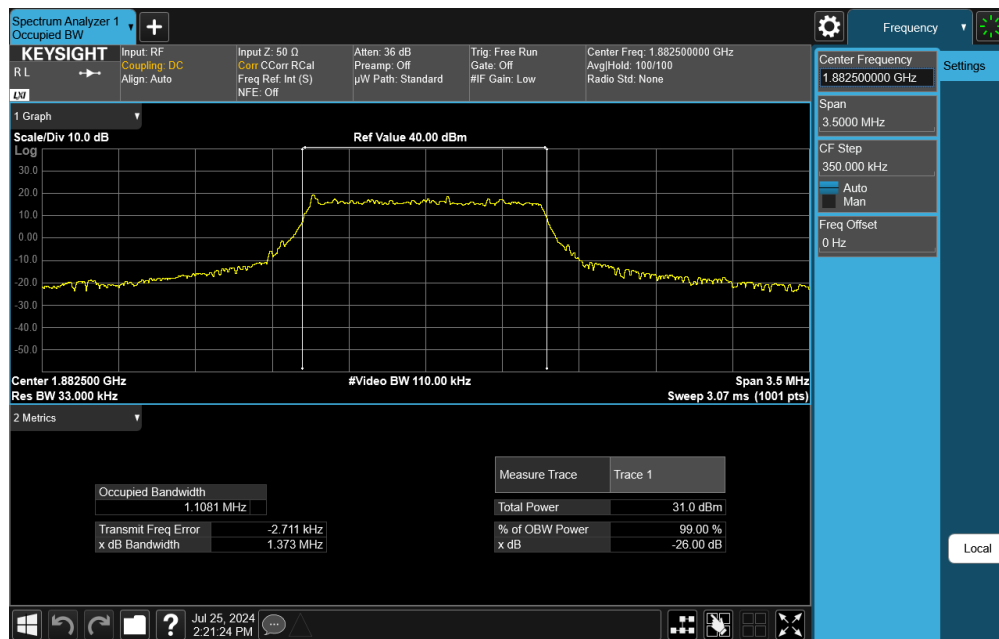 Spectrum Analyzer 1
Occupied BW
Frequency
KEYSIGHT
R L
LXI
Input: RF
Coupling: DC
Align: Auto
Input Z: 50 Ω
Corr CCorr RCal
Freq Ref: Int (S)
NFE: Off
Atten: 36 dB
Preamp: Off
µW Path: Standard
Trig: Free Run
Gate: Off
#IF Gain: Low
Center Freq: 1.882500000 GHz
Avg|Hold: 100/100
Radio Std: None
Center Frequency
1.882500000 GHz
Settings
Span
3.5000 MHz
CF Step
350.000 kHz
Auto
Man
Freq Offset
0 Hz
Local
1 Graph
Scale/Div 10.0 dB
Ref Value 40.00 dBm
Log
30.0
20.0
10.0
0.00
-10.0
-20.0
-30.0
-40.0
-50.0
Center 1.882500 GHz
#Video BW 110.00 kHz
Span 3.5 MHz
Res BW 33.000 kHz
Sweep 3.07 ms (1001 pts)
2 Metrics
Occupied Bandwidth
1.1081 MHz
Transmit Freq Error -2.711 kHz
x dB Bandwidth 1.373 MHz
Measure Trace Trace 1
Total Power 31.0 dBm
% of OBW Power 99.00 %
x dB -26.00 dB
?
Jul 25, 2024
2:21:24 PM